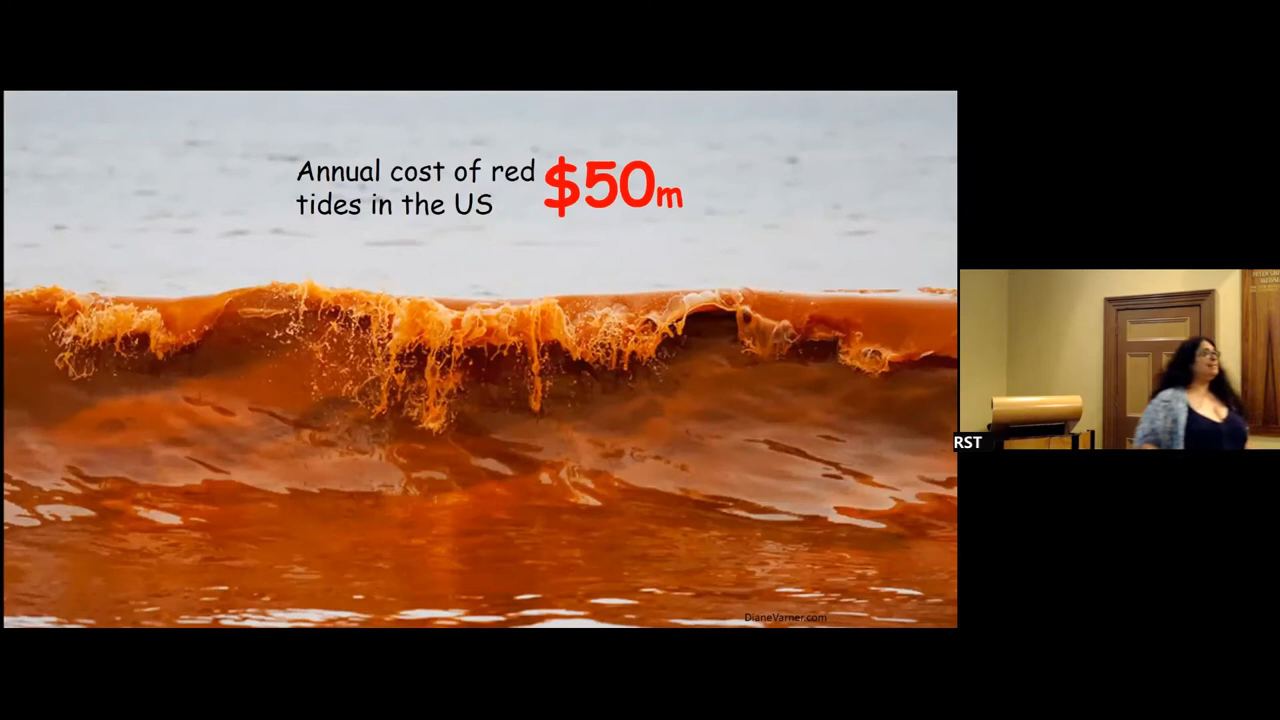 Annual cost of red
tides in the US
$50m
DianeVarner.com
RST